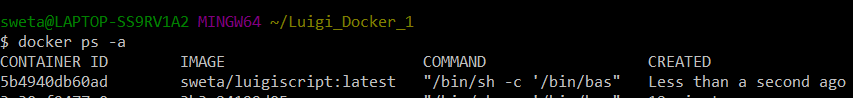 sweta@LAPTOP-SS9RV1A2 MINGW64 ~/Luigi_Docker_1
$ docker ps -a
CONTAINER ID IMAGE COMMAND CREATED
5b4940db60ad sweta/luigiscript:latest "/bin/sh -c '/bin/bas" Less than a second ago